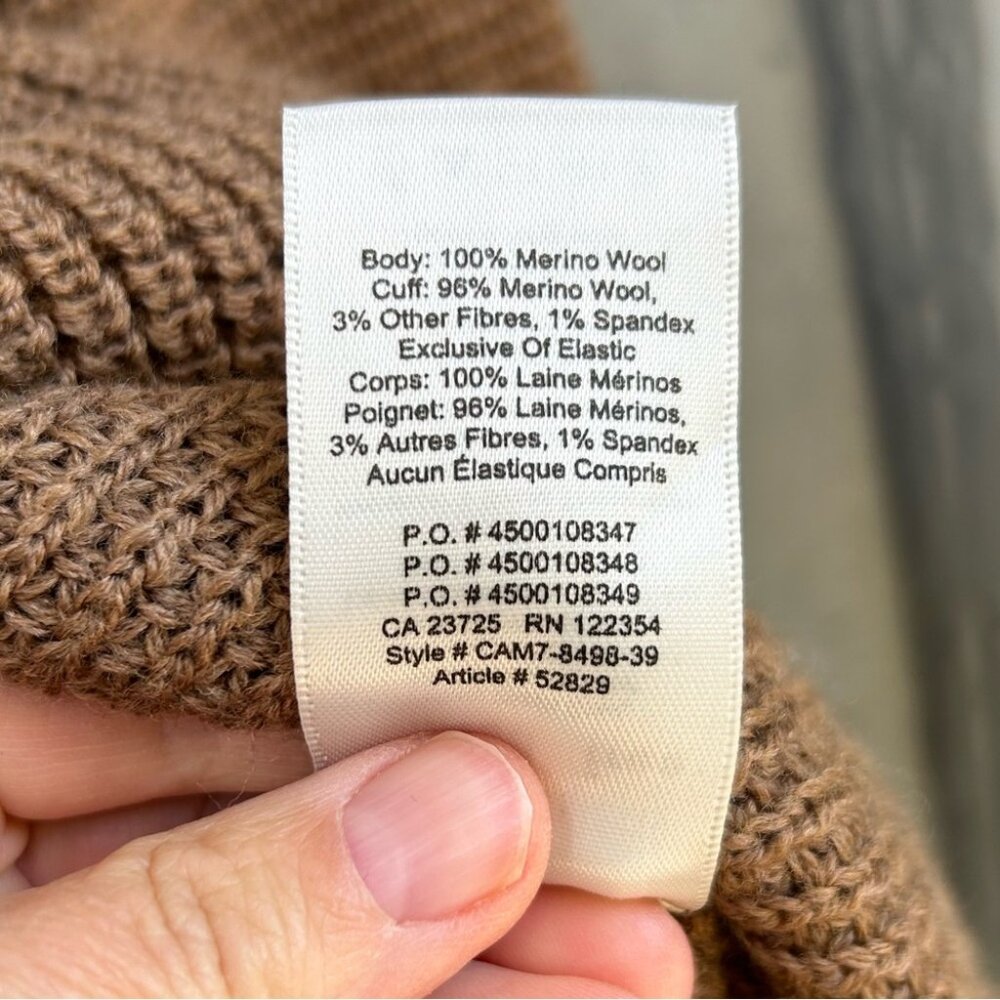 Body: 100% Merino Wool
Cuff: 96% Merino Wool,
3% Other Fibres, 1% Spandex
Exclusive Of Elastic
Corps: 100% Laine Mérinos
Poignet: 96% Laine Mérinos,
3% Autres Fibres, 1% Spandex
Aucun Élastique Compris
P.O. # 4500108347
P.O. # 4500108348
P.O. # 4500108349
CA 23725 RN 122354
Style # CAM7-8498-39
Article # 52829